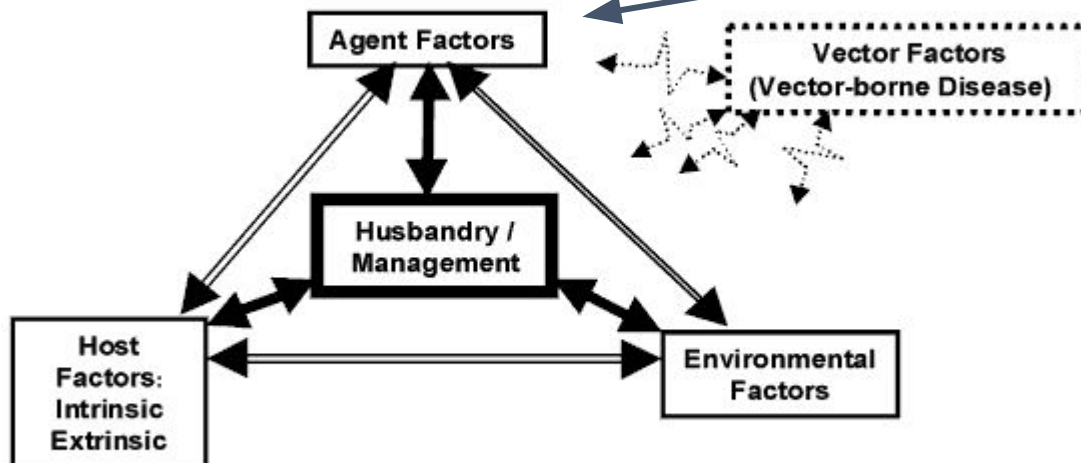 Agent Factors
Vector Factors
(Vector-borne Disease)
Husbandry /
Management
Host
Factors:
Intrinsic
Extrinsic
Environmental
Factors